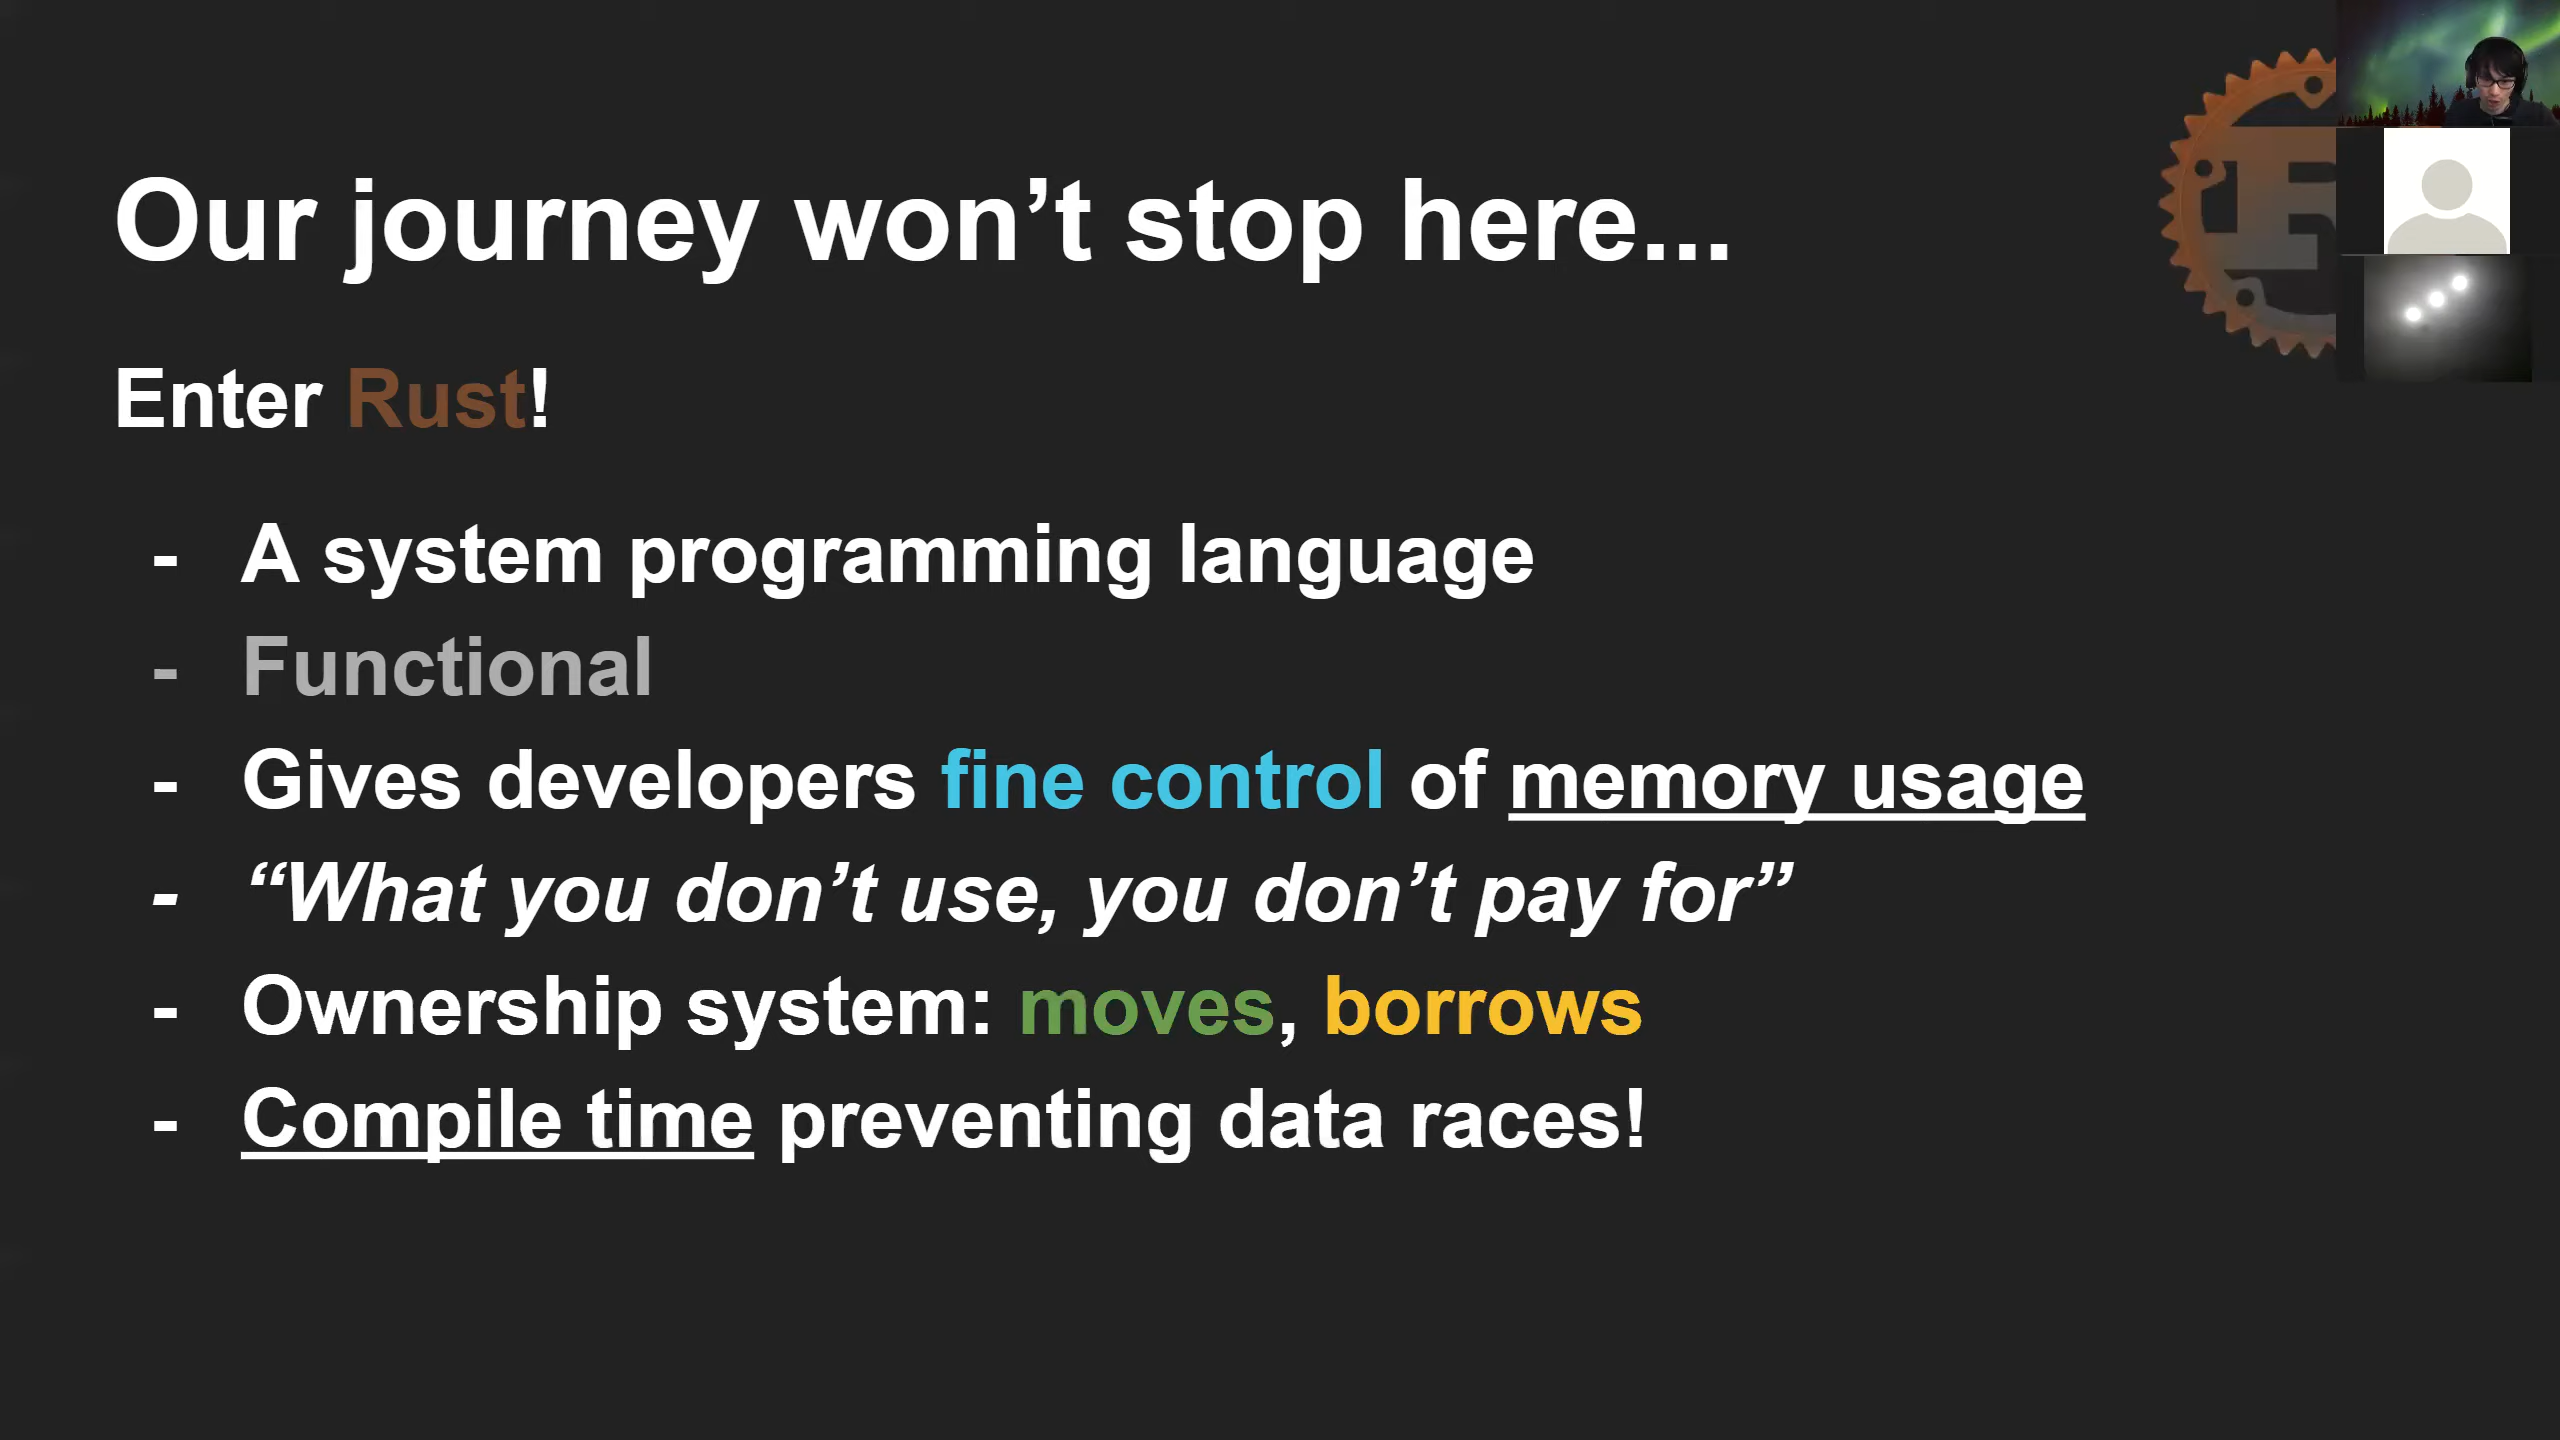 Our journey won’t stop here...
Enter Rust!
- A system programming language
- Functional
- Gives developers fine control of memory usage
- “What you don’t use, you don’t pay for”
- Ownership system: moves, borrows
- Compile time preventing data races!